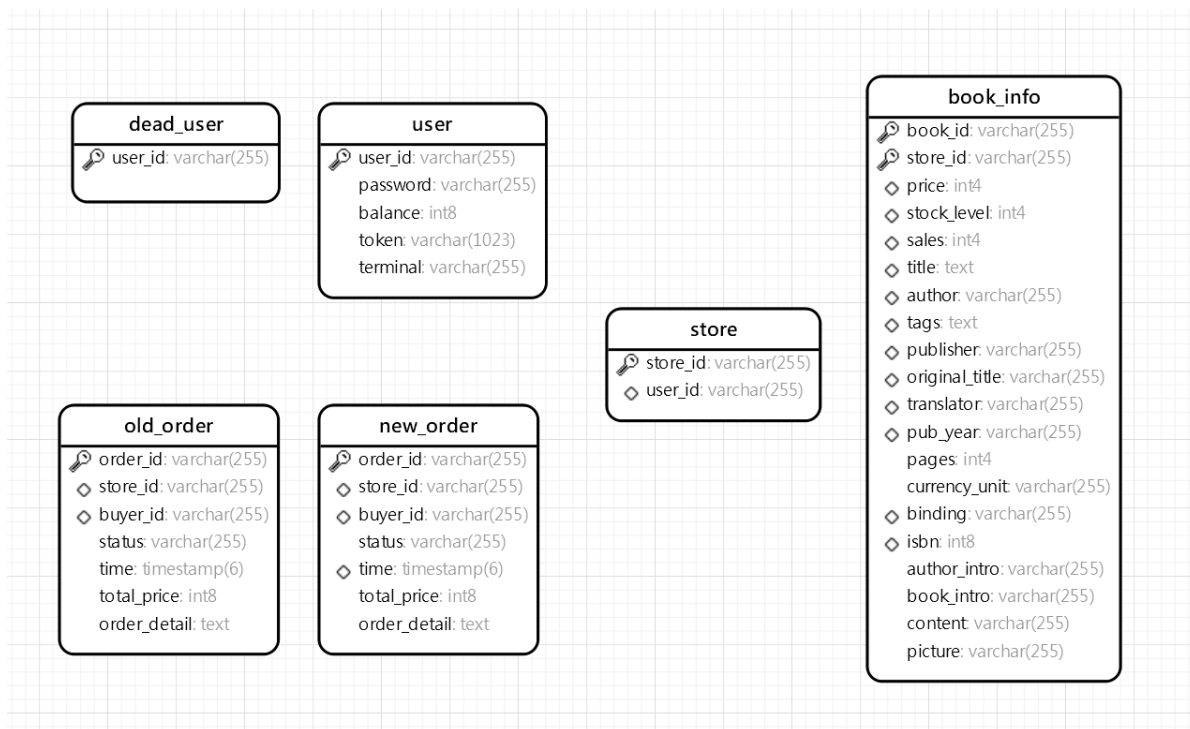 dead_user
user_id: varchar(255)
user
user_id: varchar(255)
password: varchar(255)
balance: int8
token: varchar(1023)
terminal: varchar(255)
old_order
order_id: varchar(255)
store_id: varchar(255)
buyer_id: varchar(255)
status: varchar(255)
time: timestamp(6)
total_price: int8
order_detail: text
new_order
order_id: varchar(255)
store_id: varchar(255)
buyer_id: varchar(255)
status: varchar(255)
time: timestamp(6)
total_price: int8
order_detail: text
store
store_id: varchar(255)
user_id: varchar(255)
book_info
book_id: varchar(255)
store_id: varchar(255)
price: int4
stock_level: int4
sales: int4
title: text
author: varchar(255)
tags: text
publisher: varchar(255)
original_title: varchar(255)
translator: varchar(255)
pub_year: varchar(255)
pages: int4
currency_unit: varchar(255)
binding: varchar(255)
isbn: int8
author_intro: varchar(255)
book_intro: varchar(255)
content: varchar(255)
picture: varchar(255)